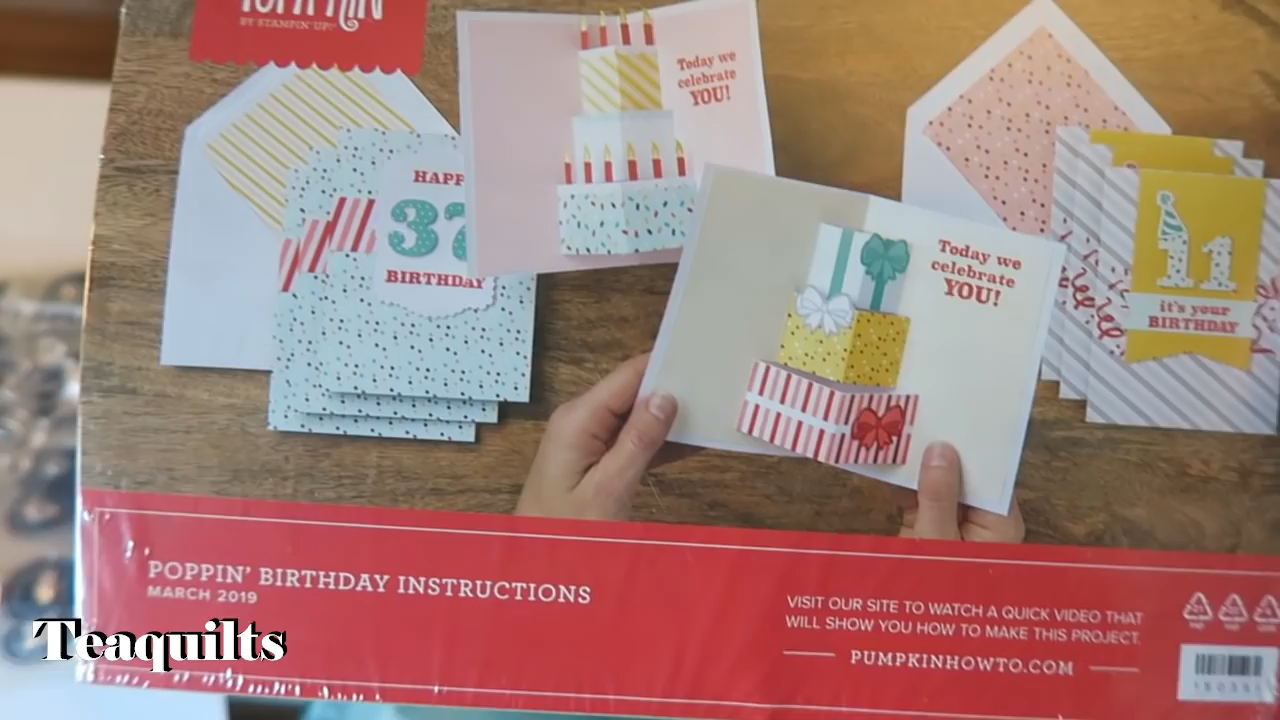 BY STAMPIN' UP!
Today we
celebrate
YOU!
HAPP
37
BIRTHDAY
Today we
celebrate
YOU!
11
it's your
BIRTHDAY
POPPIN' BIRTHDAY INSTRUCTIONS
MARCH 2019
VISIT OUR SITE TO WATCH A QUICK VIDEO THAT
WILL SHOW YOU HOW TO MAKE THIS PROJECT.
PUMPKINHOWTO.COM
Teaquilts